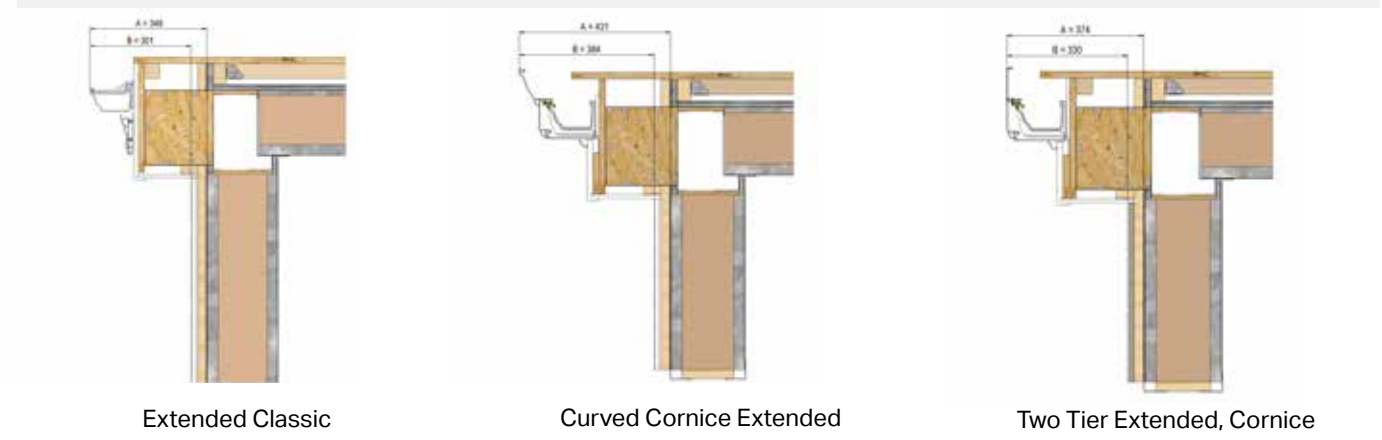 A = 348
B = 301
A = 421
B = 384
A = 374
B = 330
Extended Classic
Curved Cornice Extended
Two Tier Extended, Cornice